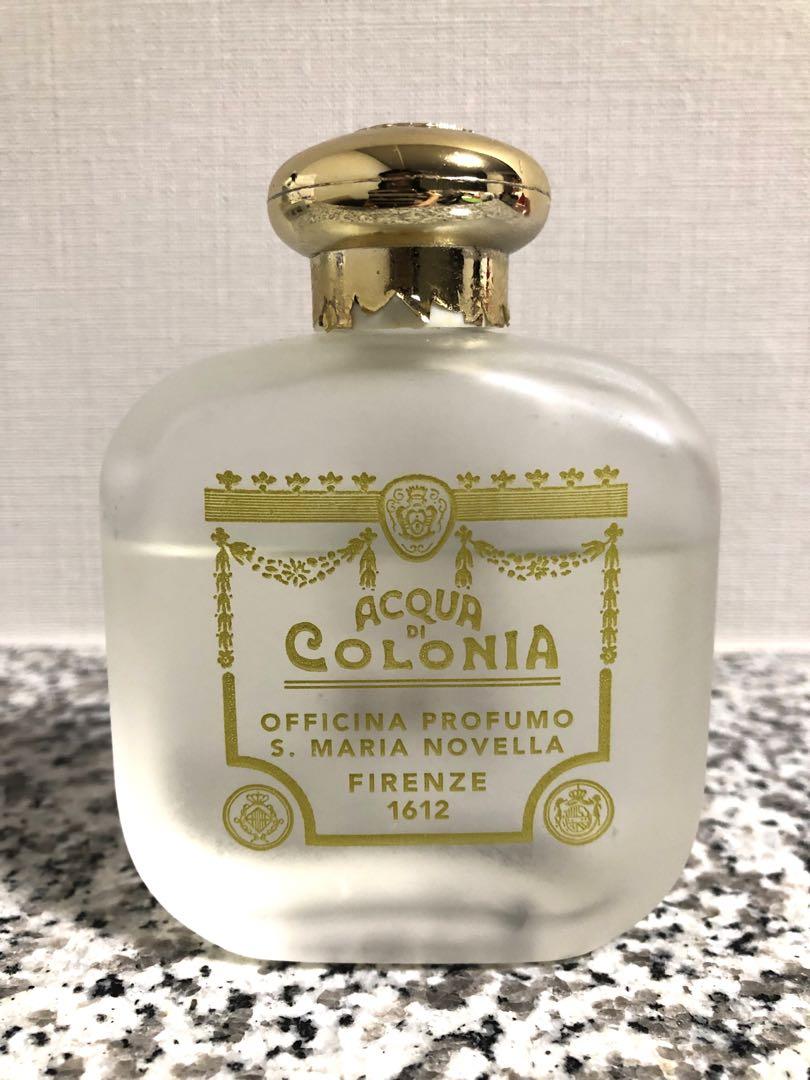 ACQUA
DI
COLONIA
OFFICINA PROFUMO
S. MARIA NOVELLA
FIRENZE
1612